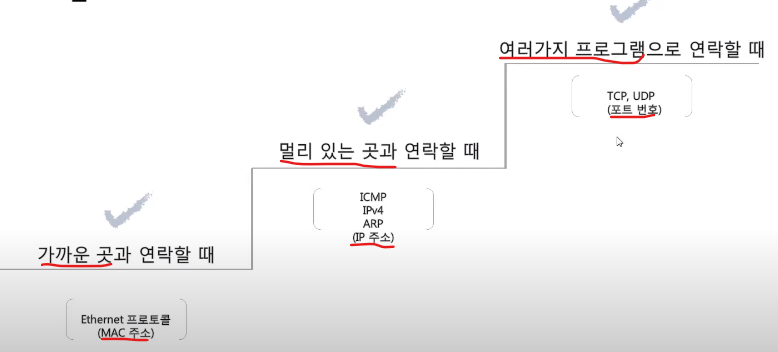 여러가지 프로그램으로 연락할 때
TCP, UDP
(포트 번호)
멀리 있는 곳과 연락할 때
ICMP
IPv4
ARP
(IP 주소)
가까운 곳과 연락할 때
Ethernet 프로토콜
(MAC 주소)